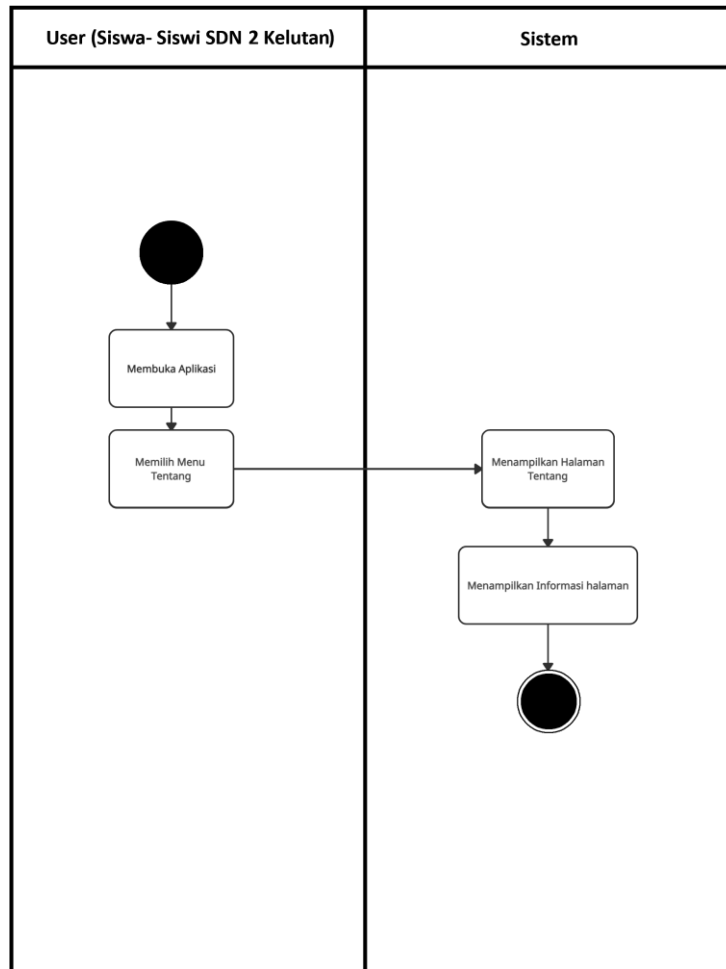 User (Siswa- Siswi SDN 2 Kelutan)
Sistem
Membuka Aplikasi
Memilih Menu
Tentang
Menampilkan Halaman
Tentang
Menampilkan Informasi halaman